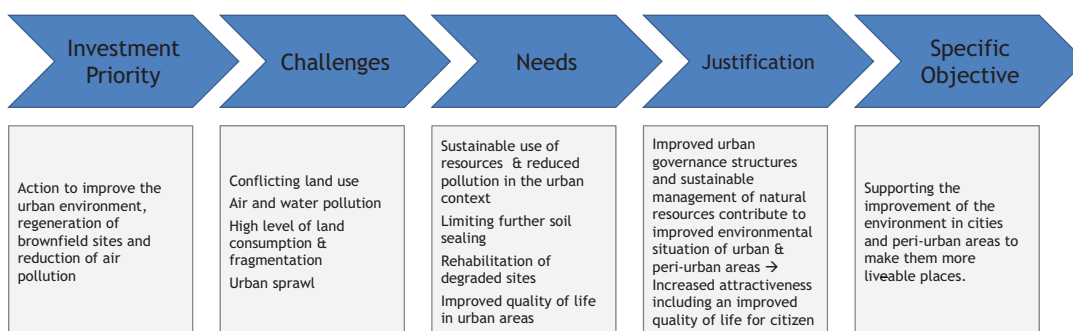 Investment
Priority
Challenges
Needs
Justification
Specific
Objective
Action to improve the
urban environment,
regeneration of
brownfield sites and
reduction of air
pollution
Conflicting land use
Air and water pollution
High level of land
consumption &
fragmentation
Urban sprawl
Sustainable use of
resources & reduced
pollution in the urban
context
Limiting further soil
sealing
Rehabilitation of
degraded sites
Improved quality of life
in urban areas
Improved urban
governance structures
and sustainable
management of natural
resources contribute to
improved environmental
situation of urban &
peri-urban areas →
Increased attractiveness
including an improved
quality of life for citizen
Supporting the
improvement of the
environment in cities
and peri-urban areas to
make them more
liveable places.